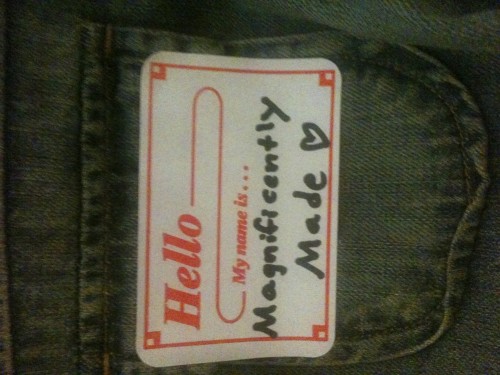 Hello
My name is...
Magnificently
Made ♡